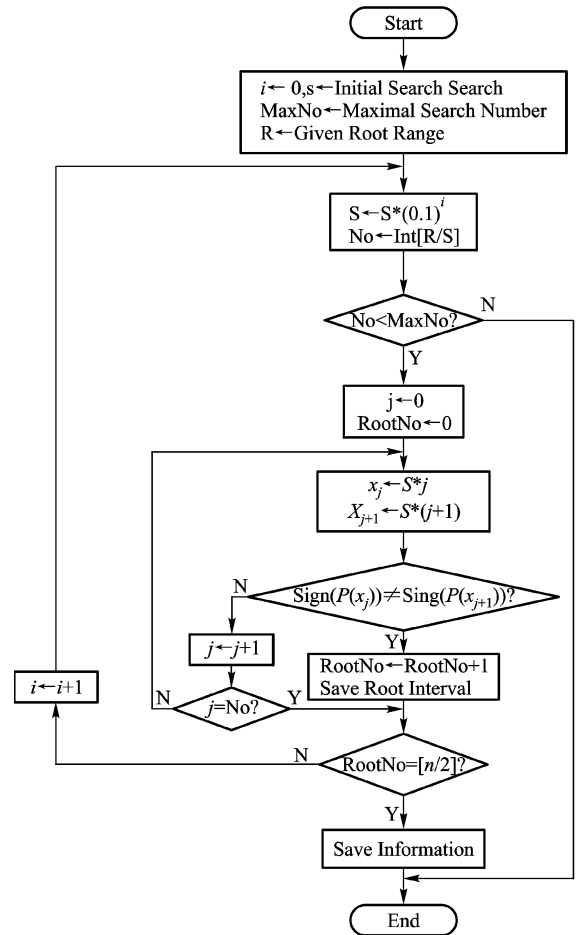 Start
i← 0,s←Initial Search Search
MaxNo←Maximal Search Number
R←Given Root Range
S←S*(0.1)^i
No←Int[R/S]
No<MaxNo?
N
Y
j←0
RootNo←0
x_j←S*j
X_{j+1}←S*(j+1)
N
Sign(P(x_j))≠Sing(P(x_{j+1}))?
Y
j←j+1
RootNo←RootNo+1
Save Root Interval
i←i+1
N
j=No?
Y
N
RootNo=[n/2]?
Y
Save Information
End